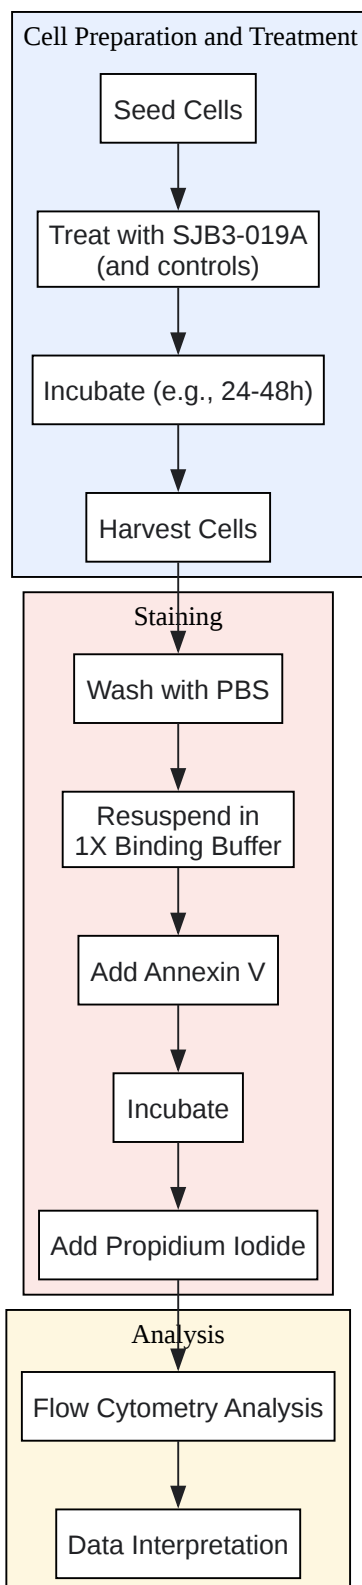 Cell Preparation and Treatment
Seed Cells
Treat with SJB3-019A
(and controls)
Incubate (e.g., 24-48h)
Harvest Cells
Staining
Wash with PBS
Resuspend in
1X Binding Buffer
Add Annexin V
Incubate
Add Propidium Iodide
Analysis
Flow Cytometry Analysis
Data Interpretation